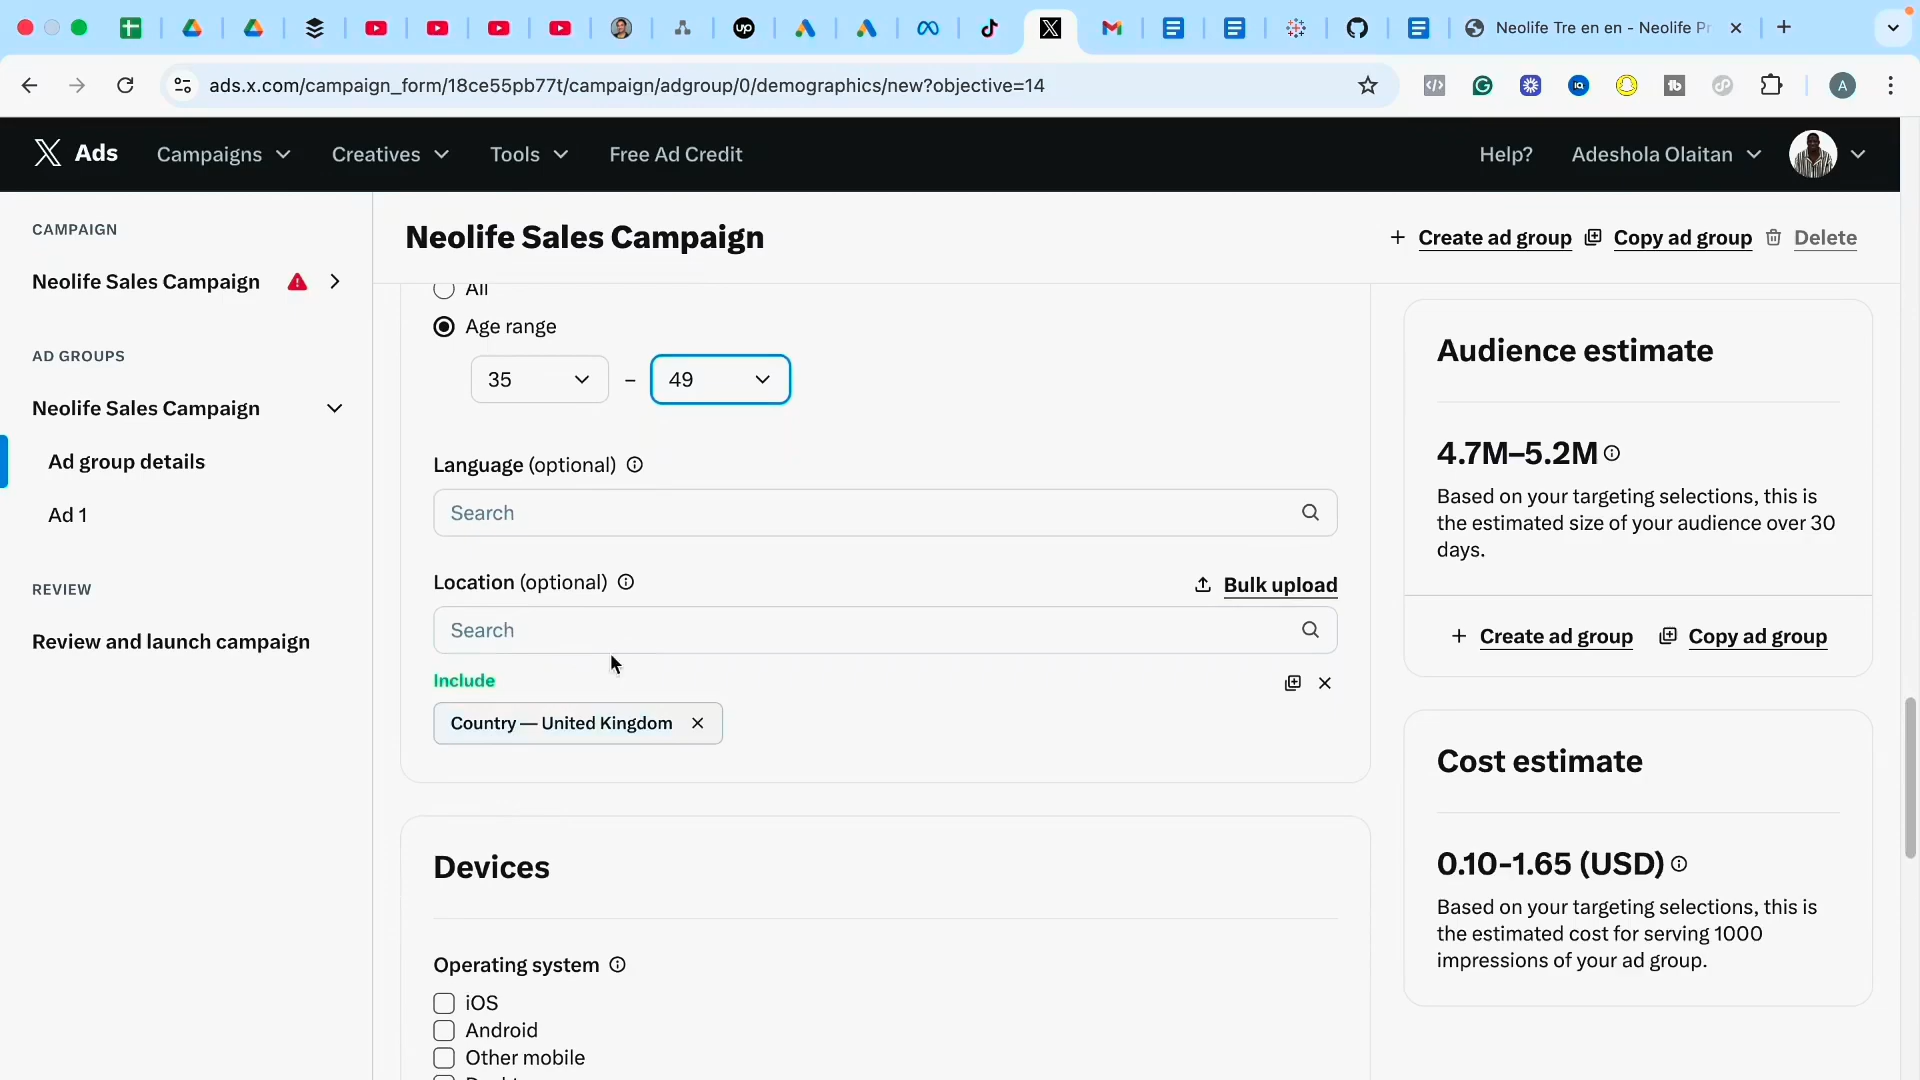 Neolife Tre en en - Neolife Pr
ads.x.com/campaign_form/18ce55pb77t/campaign/adgroup/0/demographics/new?objective=14
A
X Ads
Campaigns
Creatives
Tools
Free Ad Credit
Help?
Adeshola Olaitan
CAMPAIGN
Neolife Sales Campaign
AD GROUPS
Neolife Sales Campaign
Ad group details
Ad 1
REVIEW
Review and launch campaign
Neolife Sales Campaign
+ Create ad group
Copy ad group
Delete
All
Age range
35 – 49
Language (optional)
Search
Location (optional)
Bulk upload
Search
Include
Country — United Kingdom
Devices
Operating system
iOS
Android
Other mobile
Audience estimate
4.7M–5.2M
Based on your targeting selections, this is
the estimated size of your audience over 30
days.
+ Create ad group
Copy ad group
Cost estimate
0.10-1.65 (USD)
Based on your targeting selections, this is
the estimated cost for serving 1000
impressions of your ad group.